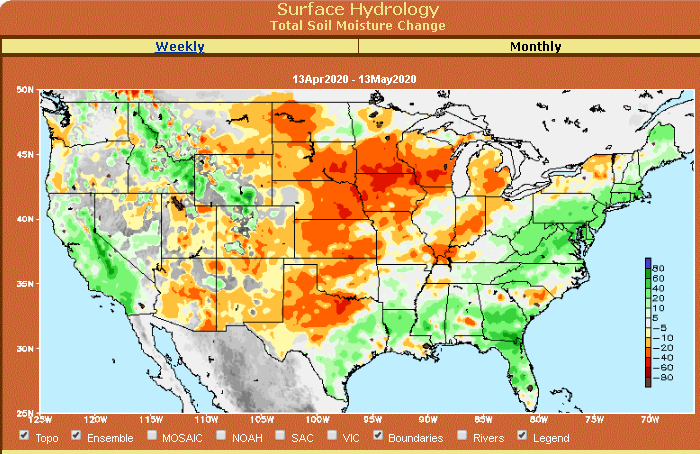 Surface Hydrology
Total Soil Moisture Change
Weekly Monthly
13Apr2020 - 13May2020
50N
45N
40N
35N
30N
25N
80
60
40
20
10
5
-5
-10
-20
-40
-60
-80
125W 120W 115W 110W 105W 100W 95W 90W 85W 80W 75W 70W
Topo Ensemble MOSAIC NOAH SAC VIC Boundaries Rivers Legend